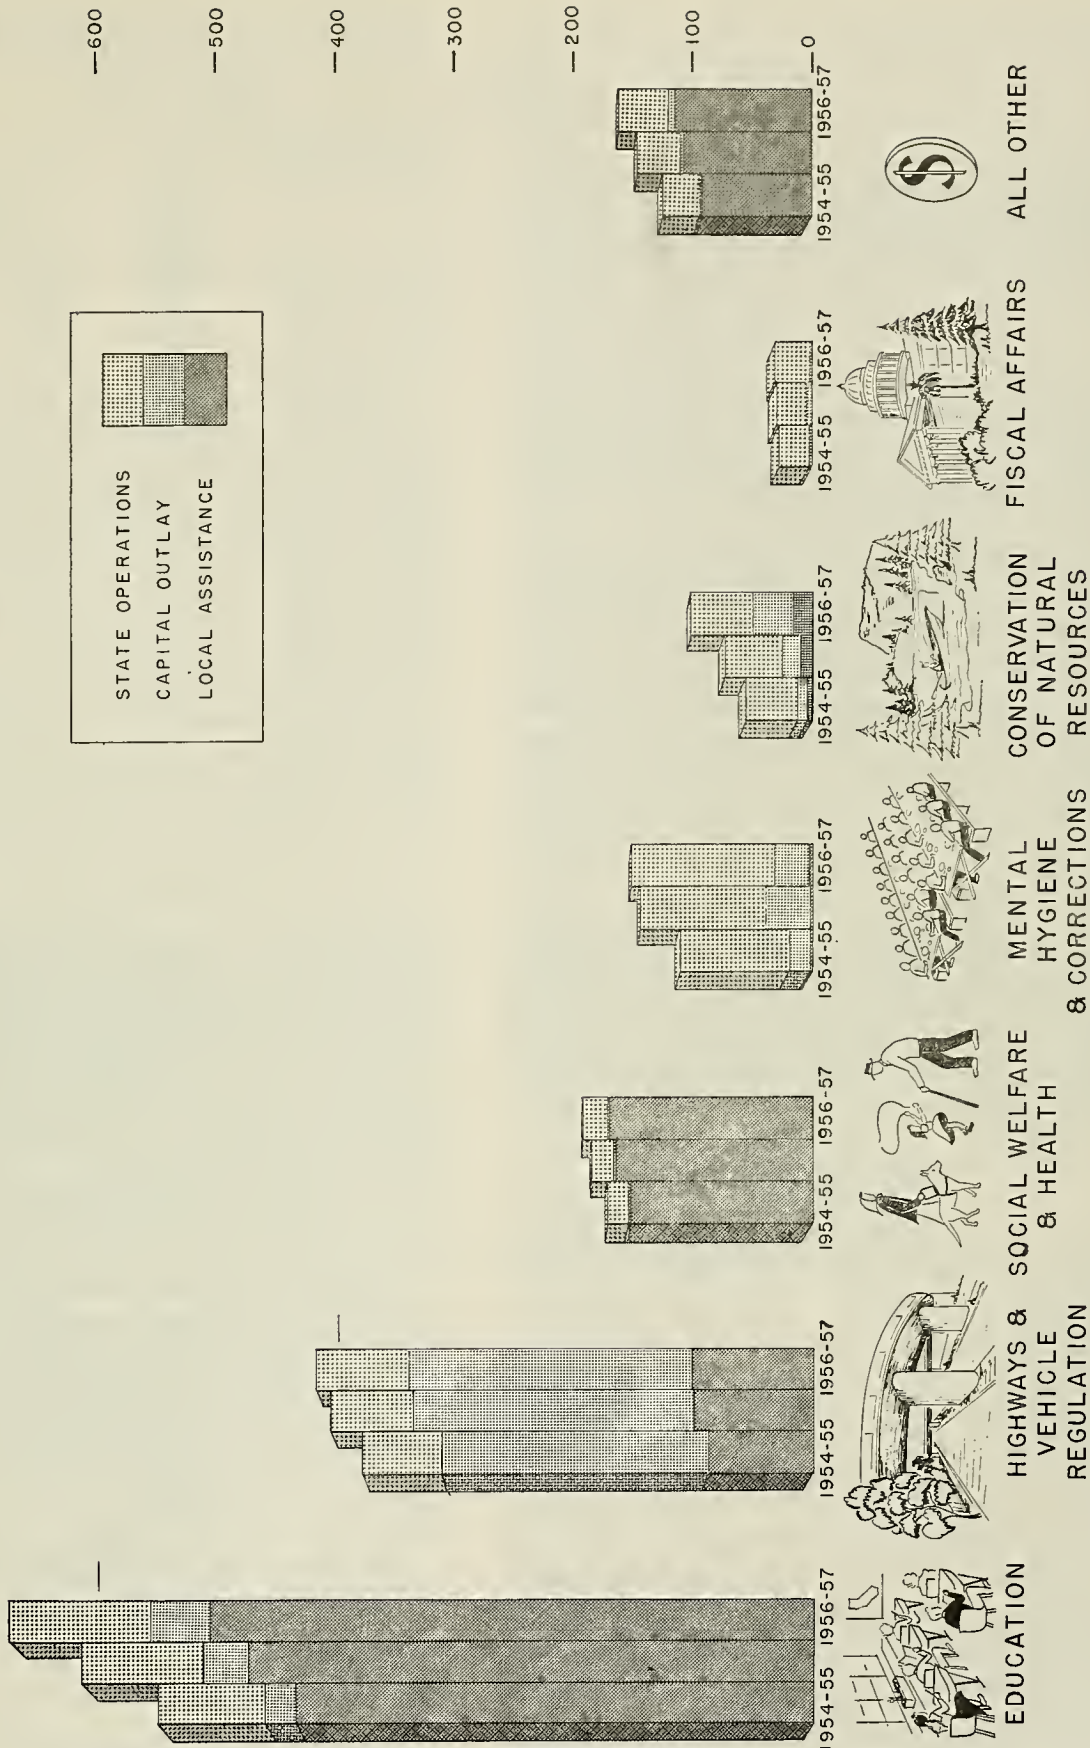 —600
—500
—400
—300
—200
—100
—0
STATE OPERATIONS
CAPITAL OUTLAY
LOCAL ASSISTANCE
1954-55
1956-57
EDUCATION
1954-55
1956-57
HIGHWAYS &
VEHICLE
REGULATION
1954-55
1956-57
SOCIAL WELFARE
& HEALTH
1954-55
1956-57
MENTAL
HYGIENE
& CORRECTIONS
1954-55
1956-57
CONSERVATION
OF NATURAL
RESOURCES
1954-55
1956-57
FISCAL AFFAIRS
1954-55
1956-57
$
ALL OTHER